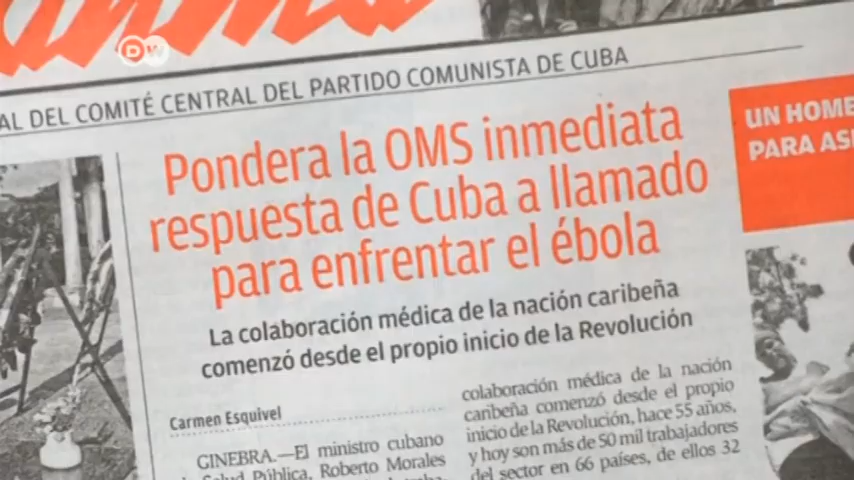 DW
AL DEL COMITÉ CENTRAL DEL PARTIDO COMUNISTA DE CUBA
Pondera la OMS inmediata
respuesta de Cuba a llamado
para enfrentar el ébola
La colaboración médica de la nación caribeña
comenzó desde el propio inicio de la Revolución
Carmen Esquivel
GINEBRA.—El ministro cubano
Salud Pública, Roberto Morales
colaboración médica de la nación
caribeña comenzó desde el propio
inicio de la Revolución, hace 55 años,
y hoy son más de 50 mil trabajadores
del sector en 66 países, de ellos 32
UN HOME
PARA ASI